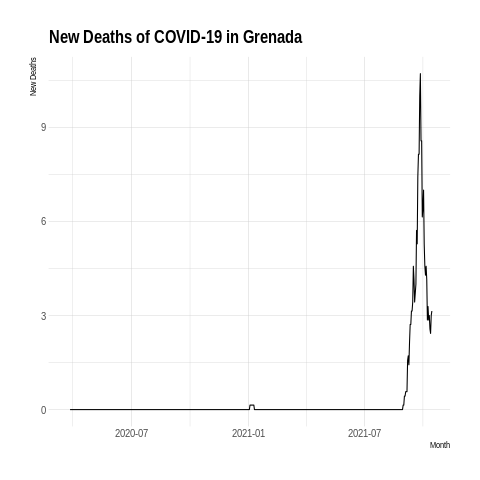 New Deaths of COVID-19 in Grenada
New Deaths
9
6
3
0
2020-07
2021-01
2021-07
Month